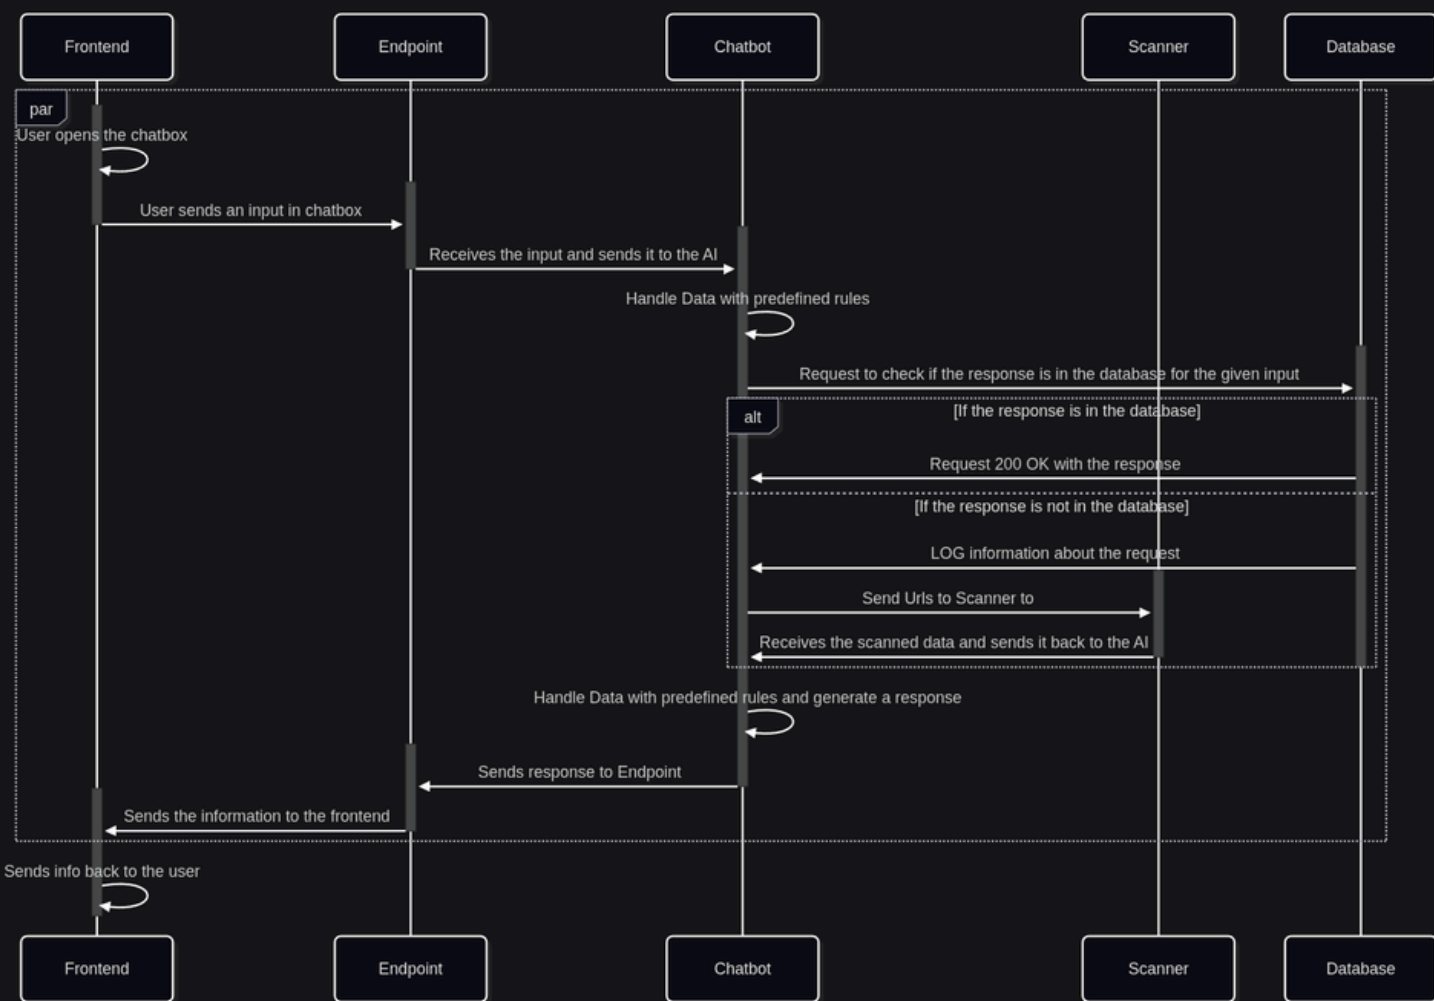 Frontend
Endpoint
Chatbot
Scanner
Database
par
User opens the chatbox
User sends an input in chatbox
Receives the input and sends it to the AI
Handle Data with predefined rules
Request to check if the response is in the database for the given input
alt
[If the response is in the database]
Request 200 OK with the response
[If the response is not in the database]
LOG information about the request
Send Urls to Scanner to
Receives the scanned data and sends it back to the AI
Handle Data with predefined rules and generate a response
Sends response to Endpoint
Sends the information to the frontend
Sends info back to the user
Frontend
Endpoint
Chatbot
Scanner
Database